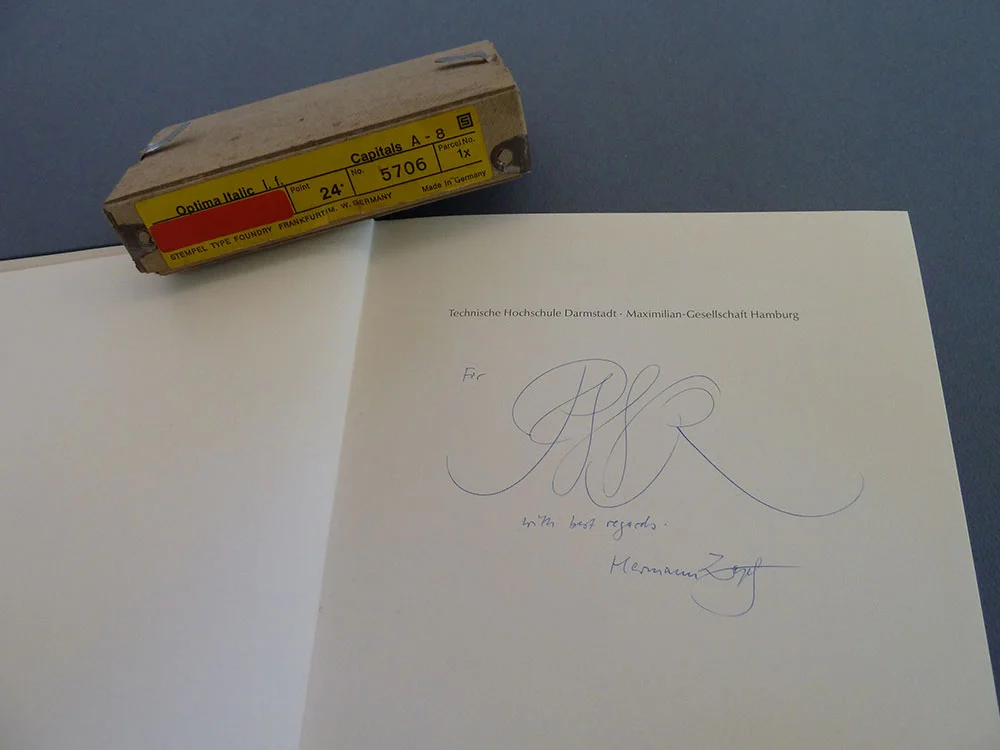 Capitals A - 8
Optima Italic l. f.
Point 24· No. 5706 Parcel No. 1x
STEMPEL TYPE FOUNDRY FRANKFURT/M. W. GERMANY Made in Germany
Technische Hochschule Darmstadt · Maximilian-Gesellschaft Hamburg
For
with best regards.
Hermann Zapf